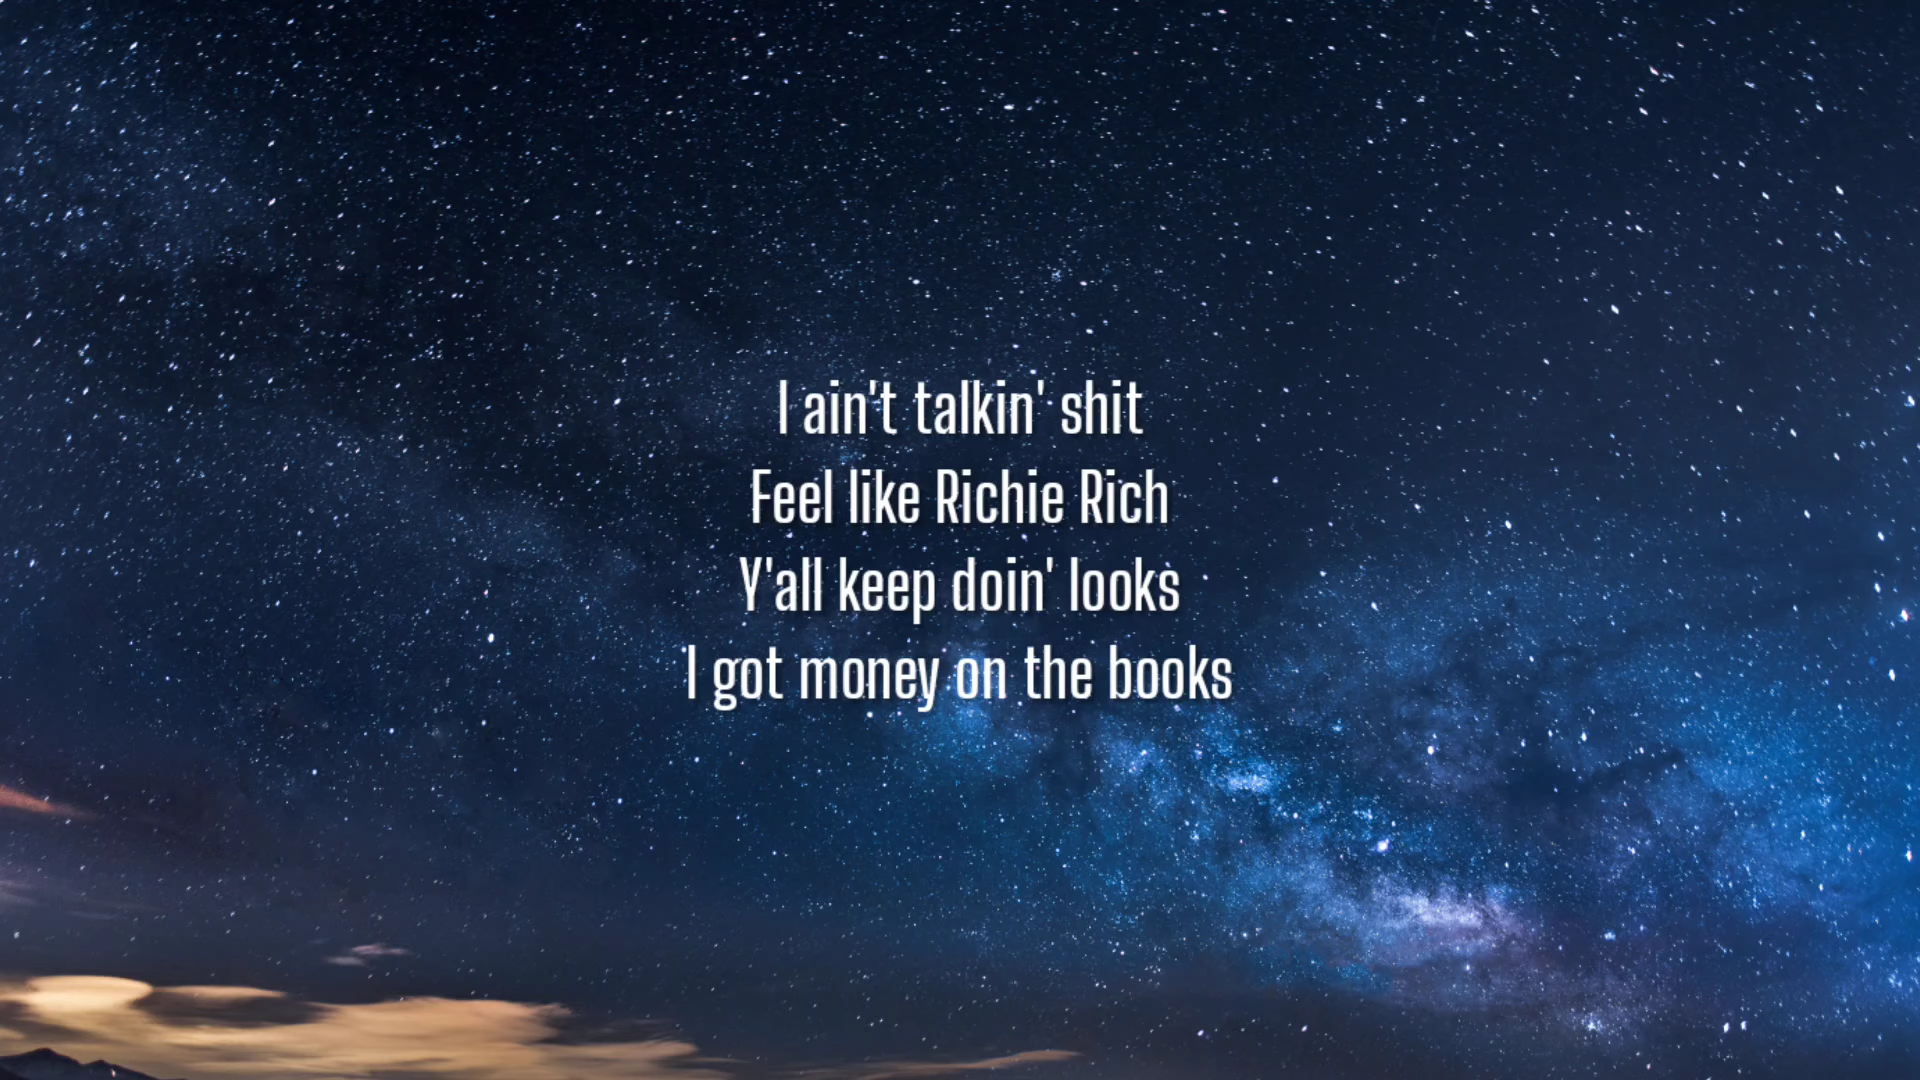 I ain't talkin' shit
Feel like Richie Rich
Y'all keep doin' looks
I got money on the books